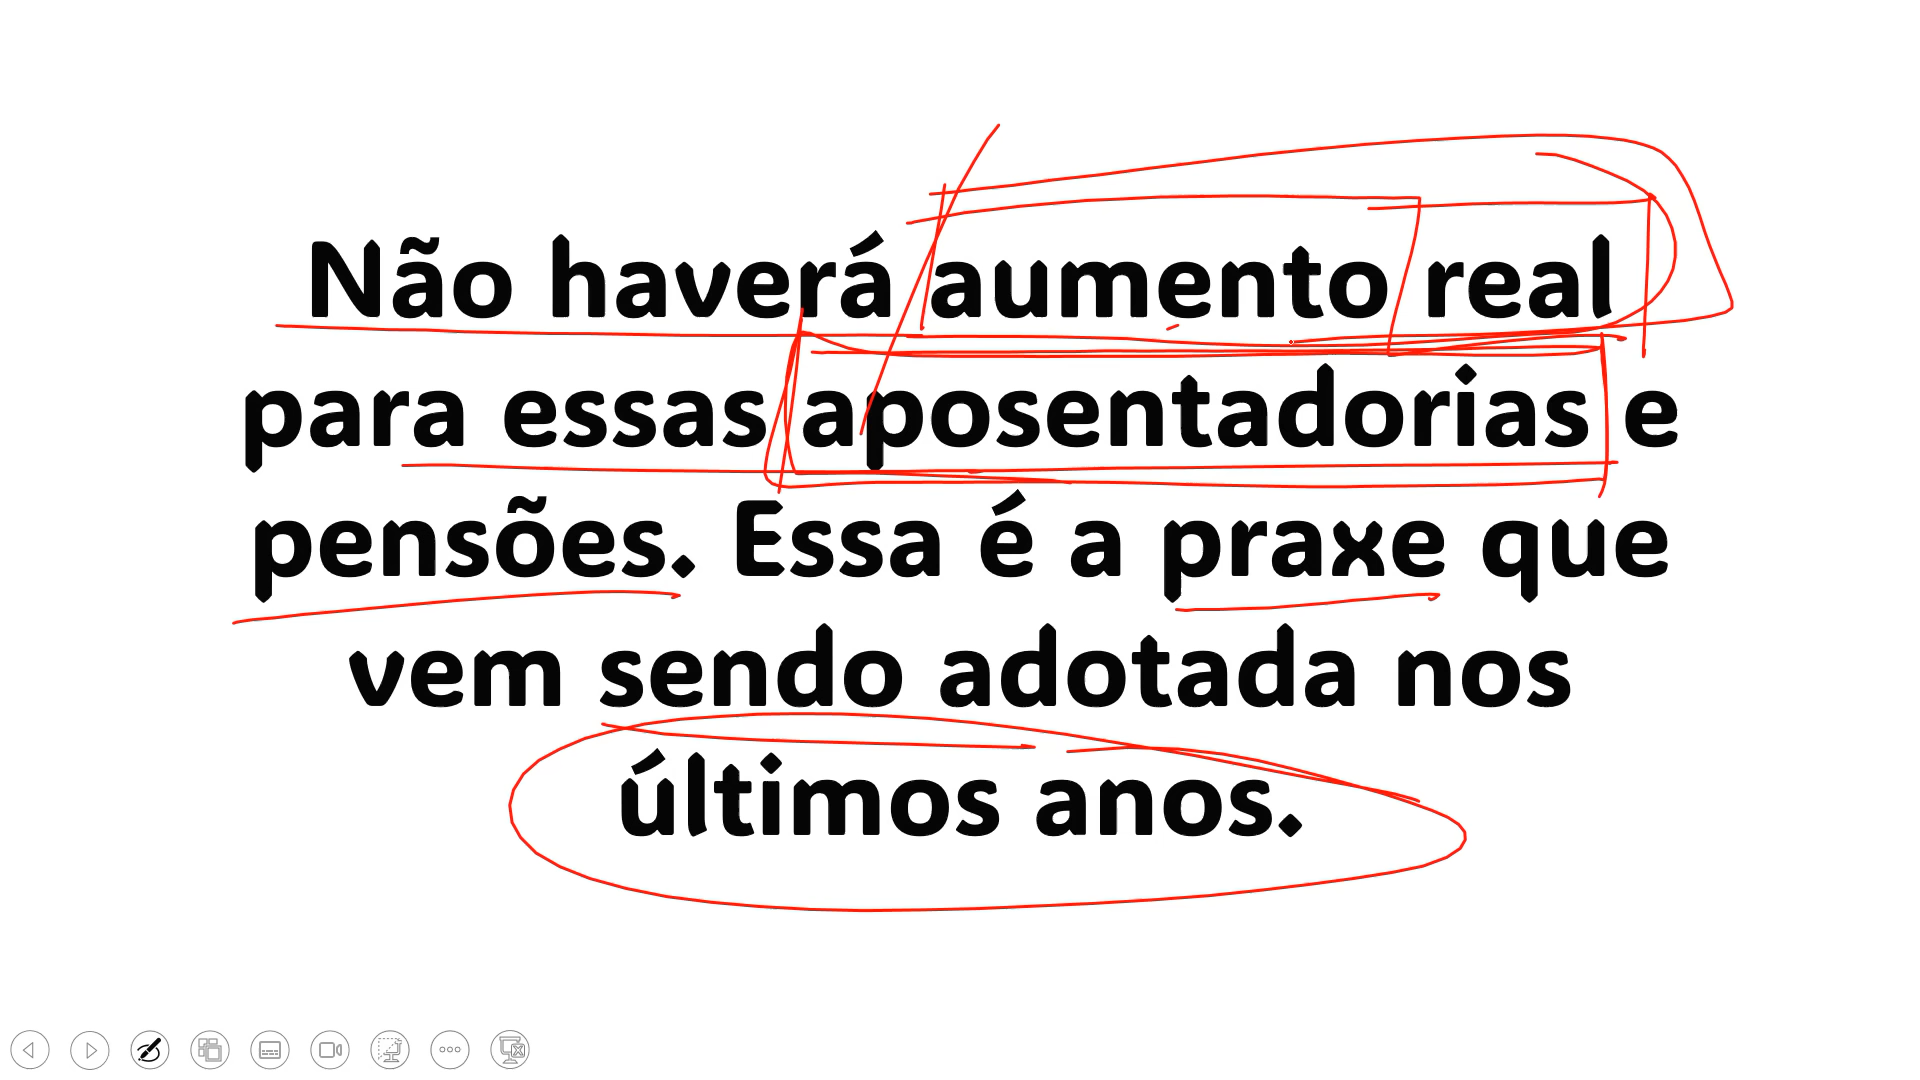 Não haverá aumento real
para essas aposentadorias e
pensões. Essa é a praxe que
vem sendo adotada nos
últimos anos.